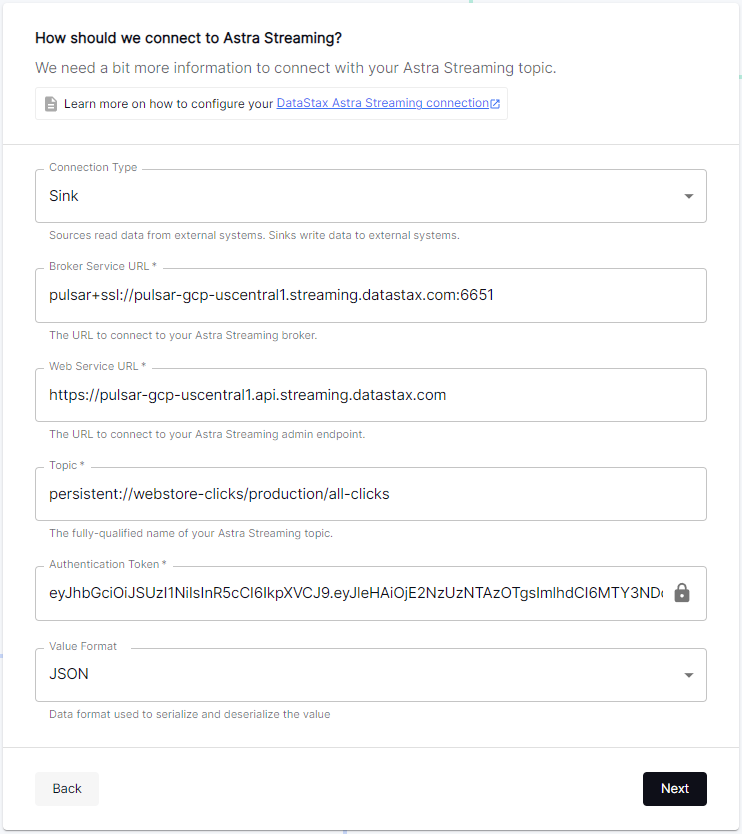 How should we connect to Astra Streaming?
We need a bit more information to connect with your Astra Streaming topic.
Learn more on how to configure your DataStax Astra Streaming connection
Connection Type
Sink
Sources read data from external systems. Sinks write data to external systems.
Broker Service URL *
pulsar+ssl://pulsar-gcp-uscentral1.streaming.datastax.com:6651
The URL to connect to your Astra Streaming broker.
Web Service URL *
https://pulsar-gcp-uscentral1.api.streaming.datastax.com
The URL to connect to your Astra Streaming admin endpoint.
Topic *
persistent://webstore-clicks/production/all-clicks
The fully-qualified name of your Astra Streaming topic.
Authentication Token *
Value Format
JSON
Data format used to serialize and deserialize the value
Back
Next